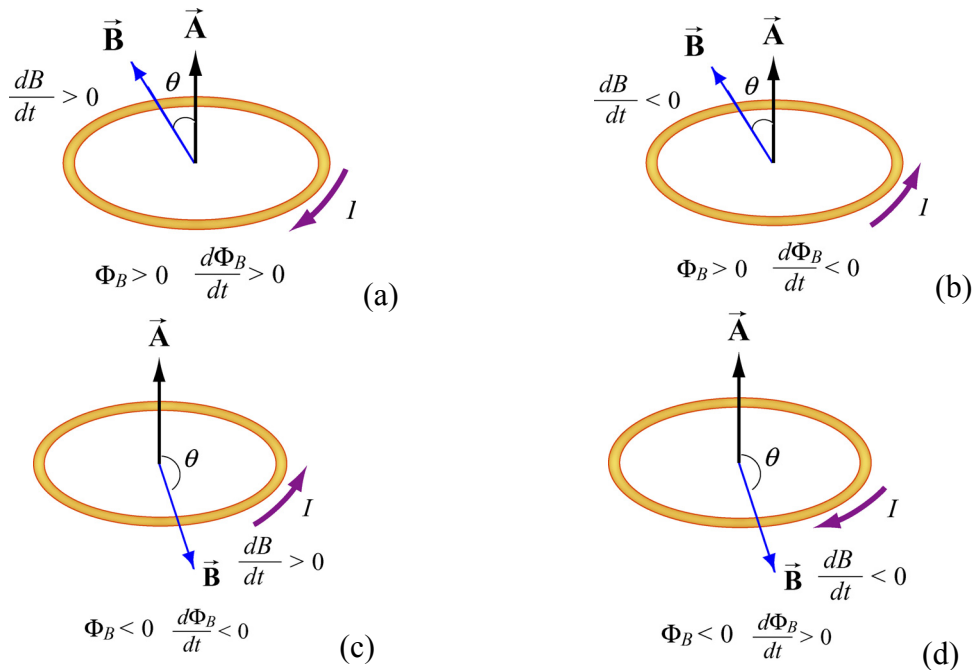 B⃗ A⃗
dB/dt > 0 θ
I
Φ_B > 0 dΦ_B/dt > 0
(a)
B⃗ A⃗
dB/dt < 0 θ
I
Φ_B > 0 dΦ_B/dt < 0
(b)
A⃗
θ
I
B⃗ dB/dt > 0
Φ_B < 0 dΦ_B/dt < 0
(c)
A⃗
θ
I
B⃗ dB/dt < 0
Φ_B < 0 dΦ_B/dt > 0
(d)